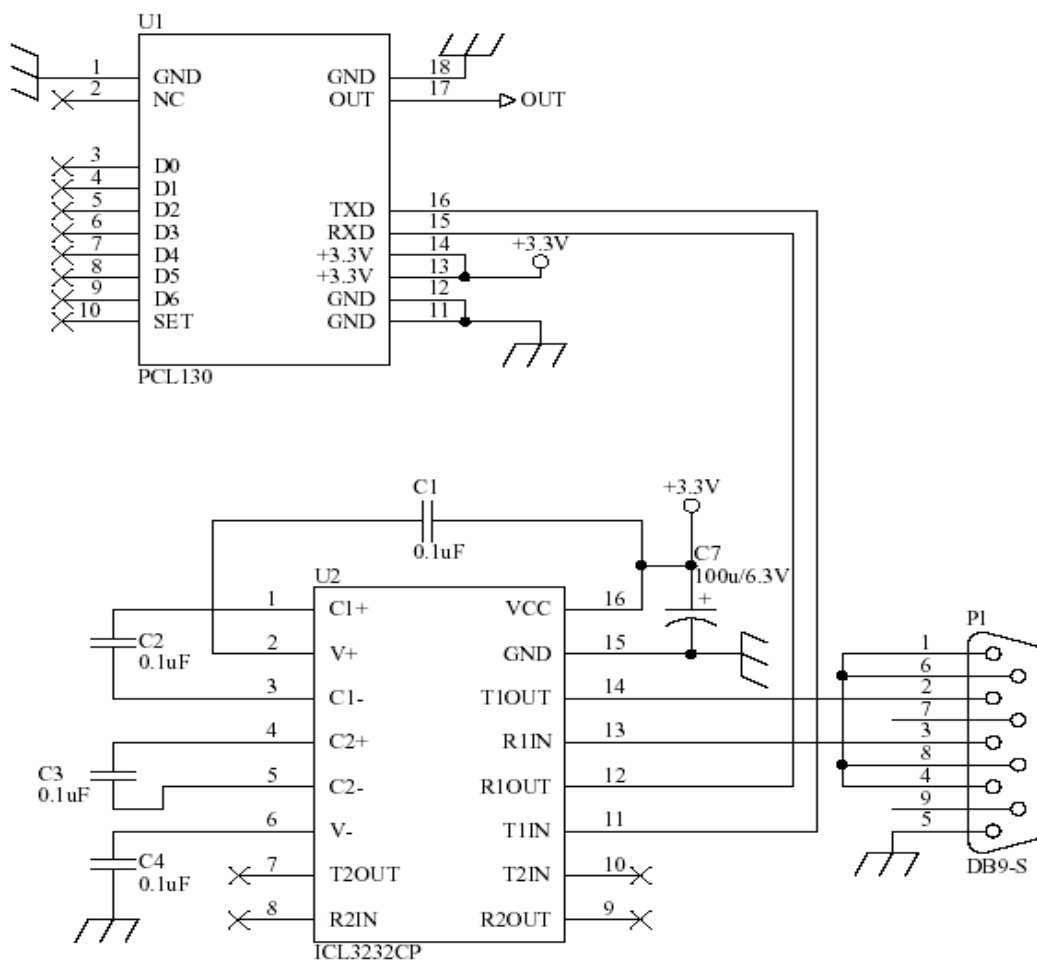 U1
1 GND GND 18
2 NC OUT 17 OUT
3 D0
4 D1
5 D2 TXD 16
6 D3 RXD 15
7 D4 +3.3V 14 +3.3V
8 D5 +3.3V 13
9 D6 GND 12
10 SET GND 11
PCL130
C1
0.1uF
+3.3V
C7
100u/6.3V
+
U2
1 C1+ VCC 16
C2
0.1uF
2 V+ GND 15
3 C1- T1OUT 14
4 C2+ R1IN 13
C3
0.1uF
5 C2- R1OUT 12
6 V- T1IN 11
C4
0.1uF
7 T2OUT T2IN 10
8 R2IN R2OUT 9
ICL3232CP
P1
1
6
2
7
3
8
4
9
5
DB9-S